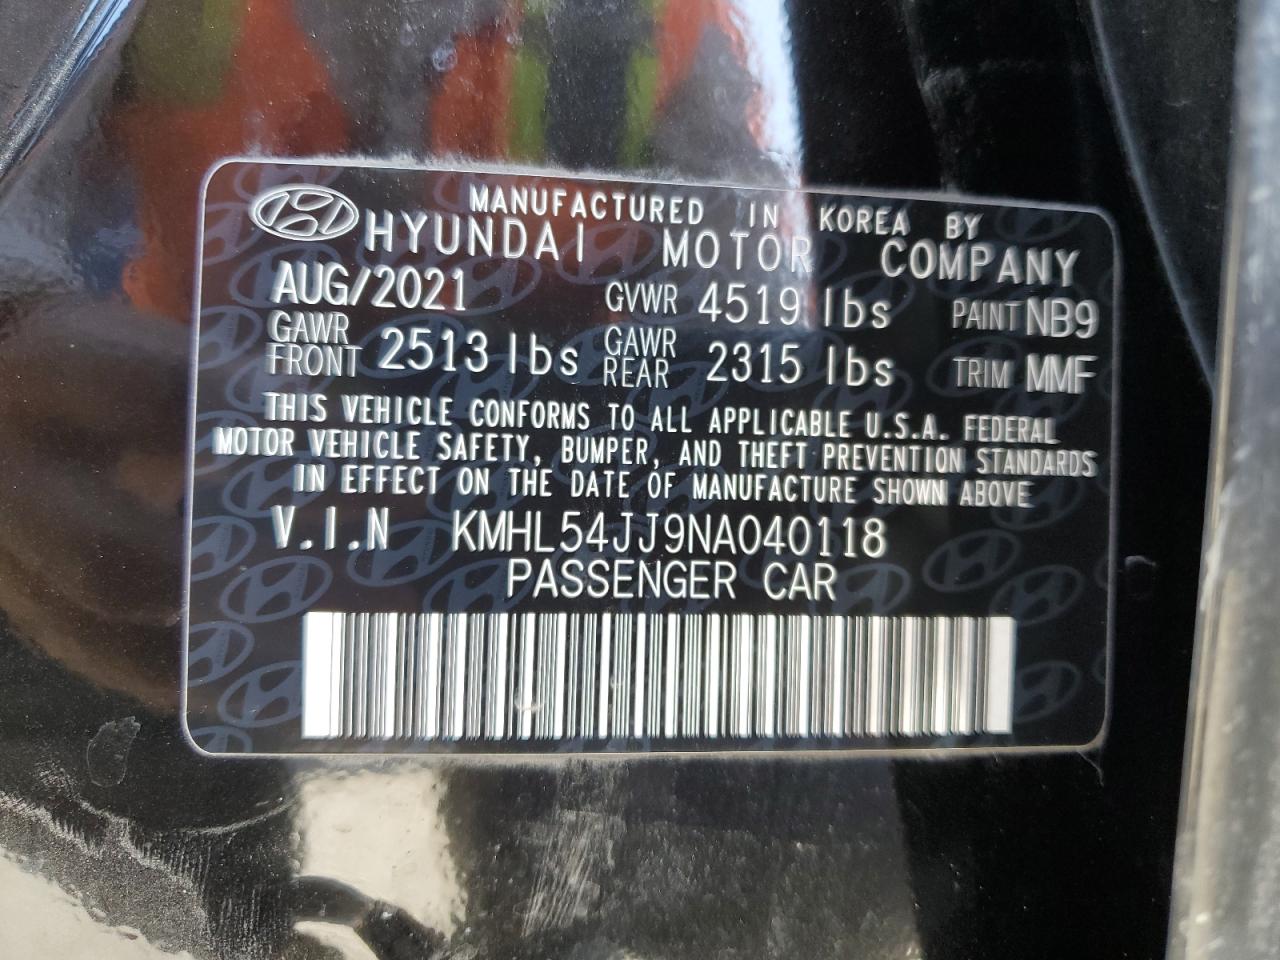 MANUFACTURED IN KOREA BY
HYUNDAI MOTOR COMPANY
AUG/2021 GVWR 4519 lbs PAINT NB9
GAWR FRONT 2513 lbs GAWR REAR 2315 lbs TRIM MMF
THIS VEHICLE CONFORMS TO ALL APPLICABLE U.S.A. FEDERAL
MOTOR VEHICLE SAFETY, BUMPER, AND THEFT PREVENTION STANDARDS
IN EFFECT ON THE DATE OF MANUFACTURE SHOWN ABOVE
V.I.N KMHL54JJ9NA040118
PASSENGER CAR